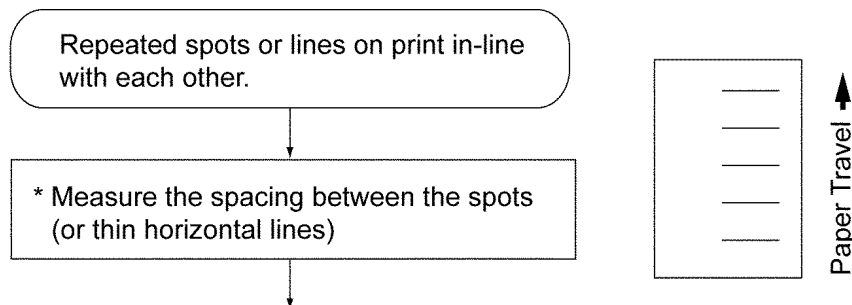 Repeated spots or lines on print in-line
with each other.
* Measure the spacing between the spots
(or thin horizontal lines)
Paper Travel